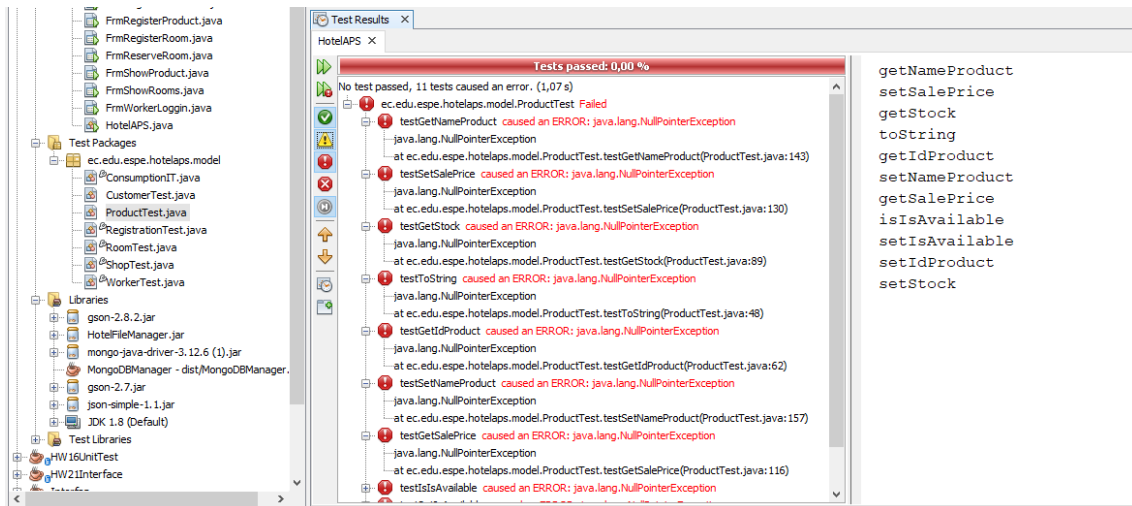 FrmRegisterProduct.java
FrmRegisterRoom.java
FrmReserveRoom.java
FrmShowProduct.java
FrmShowRooms.java
FrmWorkerLoggin.java
HotelAPS.java
Test Packages
ec.edu.espe.hotelaps.model
ConsumptionIT.java
CustomerTest.java
ProductTest.java
RegistrationTest.java
RoomTest.java
ShopTest.java
WorkerTest.java
Libraries
gson-2.8.2.jar
HotelFileManager.jar
mongo-java-driver-3.12.6 (1).jar
MongoDBManager - dist/MongoDBManager.
gson-2.7.jar
json-simple-1.1.jar
JDK 1.8 (Default)
Test Libraries
HW16UnitTest
HW21Interface
Test Results
HotelAPS
Tests passed: 0,00 %
No test passed, 11 tests caused an error. (1,07 s)
ec.edu.espe.hotelaps.model.ProductTest Failed
testGetNameProduct caused an ERROR: java.lang.NullPointerException
java.lang.NullPointerException
at ec.edu.espe.hotelaps.model.ProductTest.testGetNameProduct(ProductTest.java:143)
testSetSalePrice caused an ERROR: java.lang.NullPointerException
java.lang.NullPointerException
at ec.edu.espe.hotelaps.model.ProductTest.testSetSalePrice(ProductTest.java:130)
testGetStock caused an ERROR: java.lang.NullPointerException
java.lang.NullPointerException
at ec.edu.espe.hotelaps.model.ProductTest.testGetStock(ProductTest.java:89)
testToString caused an ERROR: java.lang.NullPointerException
java.lang.NullPointerException
at ec.edu.espe.hotelaps.model.ProductTest.testToString(ProductTest.java:48)
testGetIdProduct caused an ERROR: java.lang.NullPointerException
java.lang.NullPointerException
at ec.edu.espe.hotelaps.model.ProductTest.testGetIdProduct(ProductTest.java:62)
testSetNameProduct caused an ERROR: java.lang.NullPointerException
java.lang.NullPointerException
at ec.edu.espe.hotelaps.model.ProductTest.testSetNameProduct(ProductTest.java:157)
testGetSalePrice caused an ERROR: java.lang.NullPointerException
java.lang.NullPointerException
at ec.edu.espe.hotelaps.model.ProductTest.testGetSalePrice(ProductTest.java:116)
testIsIsAvailable caused an ERROR: java.lang.NullPointerException
getNameProduct
setSalePrice
getStock
toString
getIdProduct
setNameProduct
getSalePrice
isIsAvailable
setIsAvailable
setIdProduct
setStock